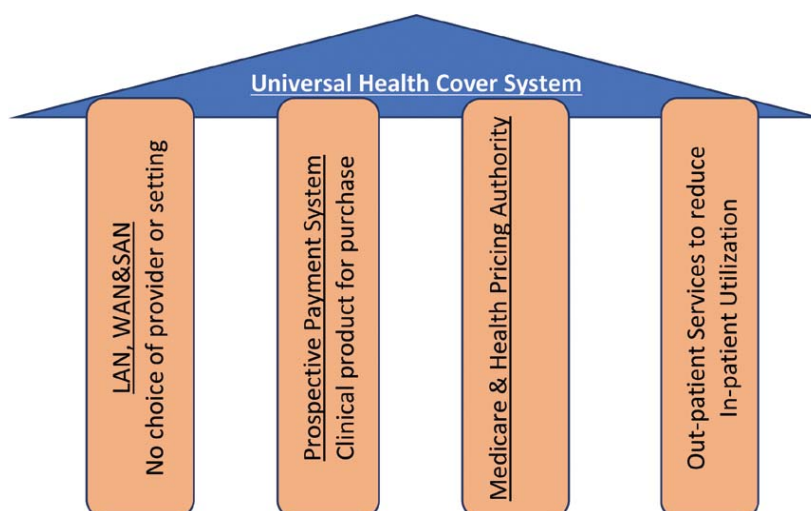 Universal Health Cover System
LAN, WAN&SAN
No choice of provider or setting
Prospective Payment System
Clinical product for purchase
Medicare & Health Pricing Authority
Out-patient Services to reduce
In-patient Utilization